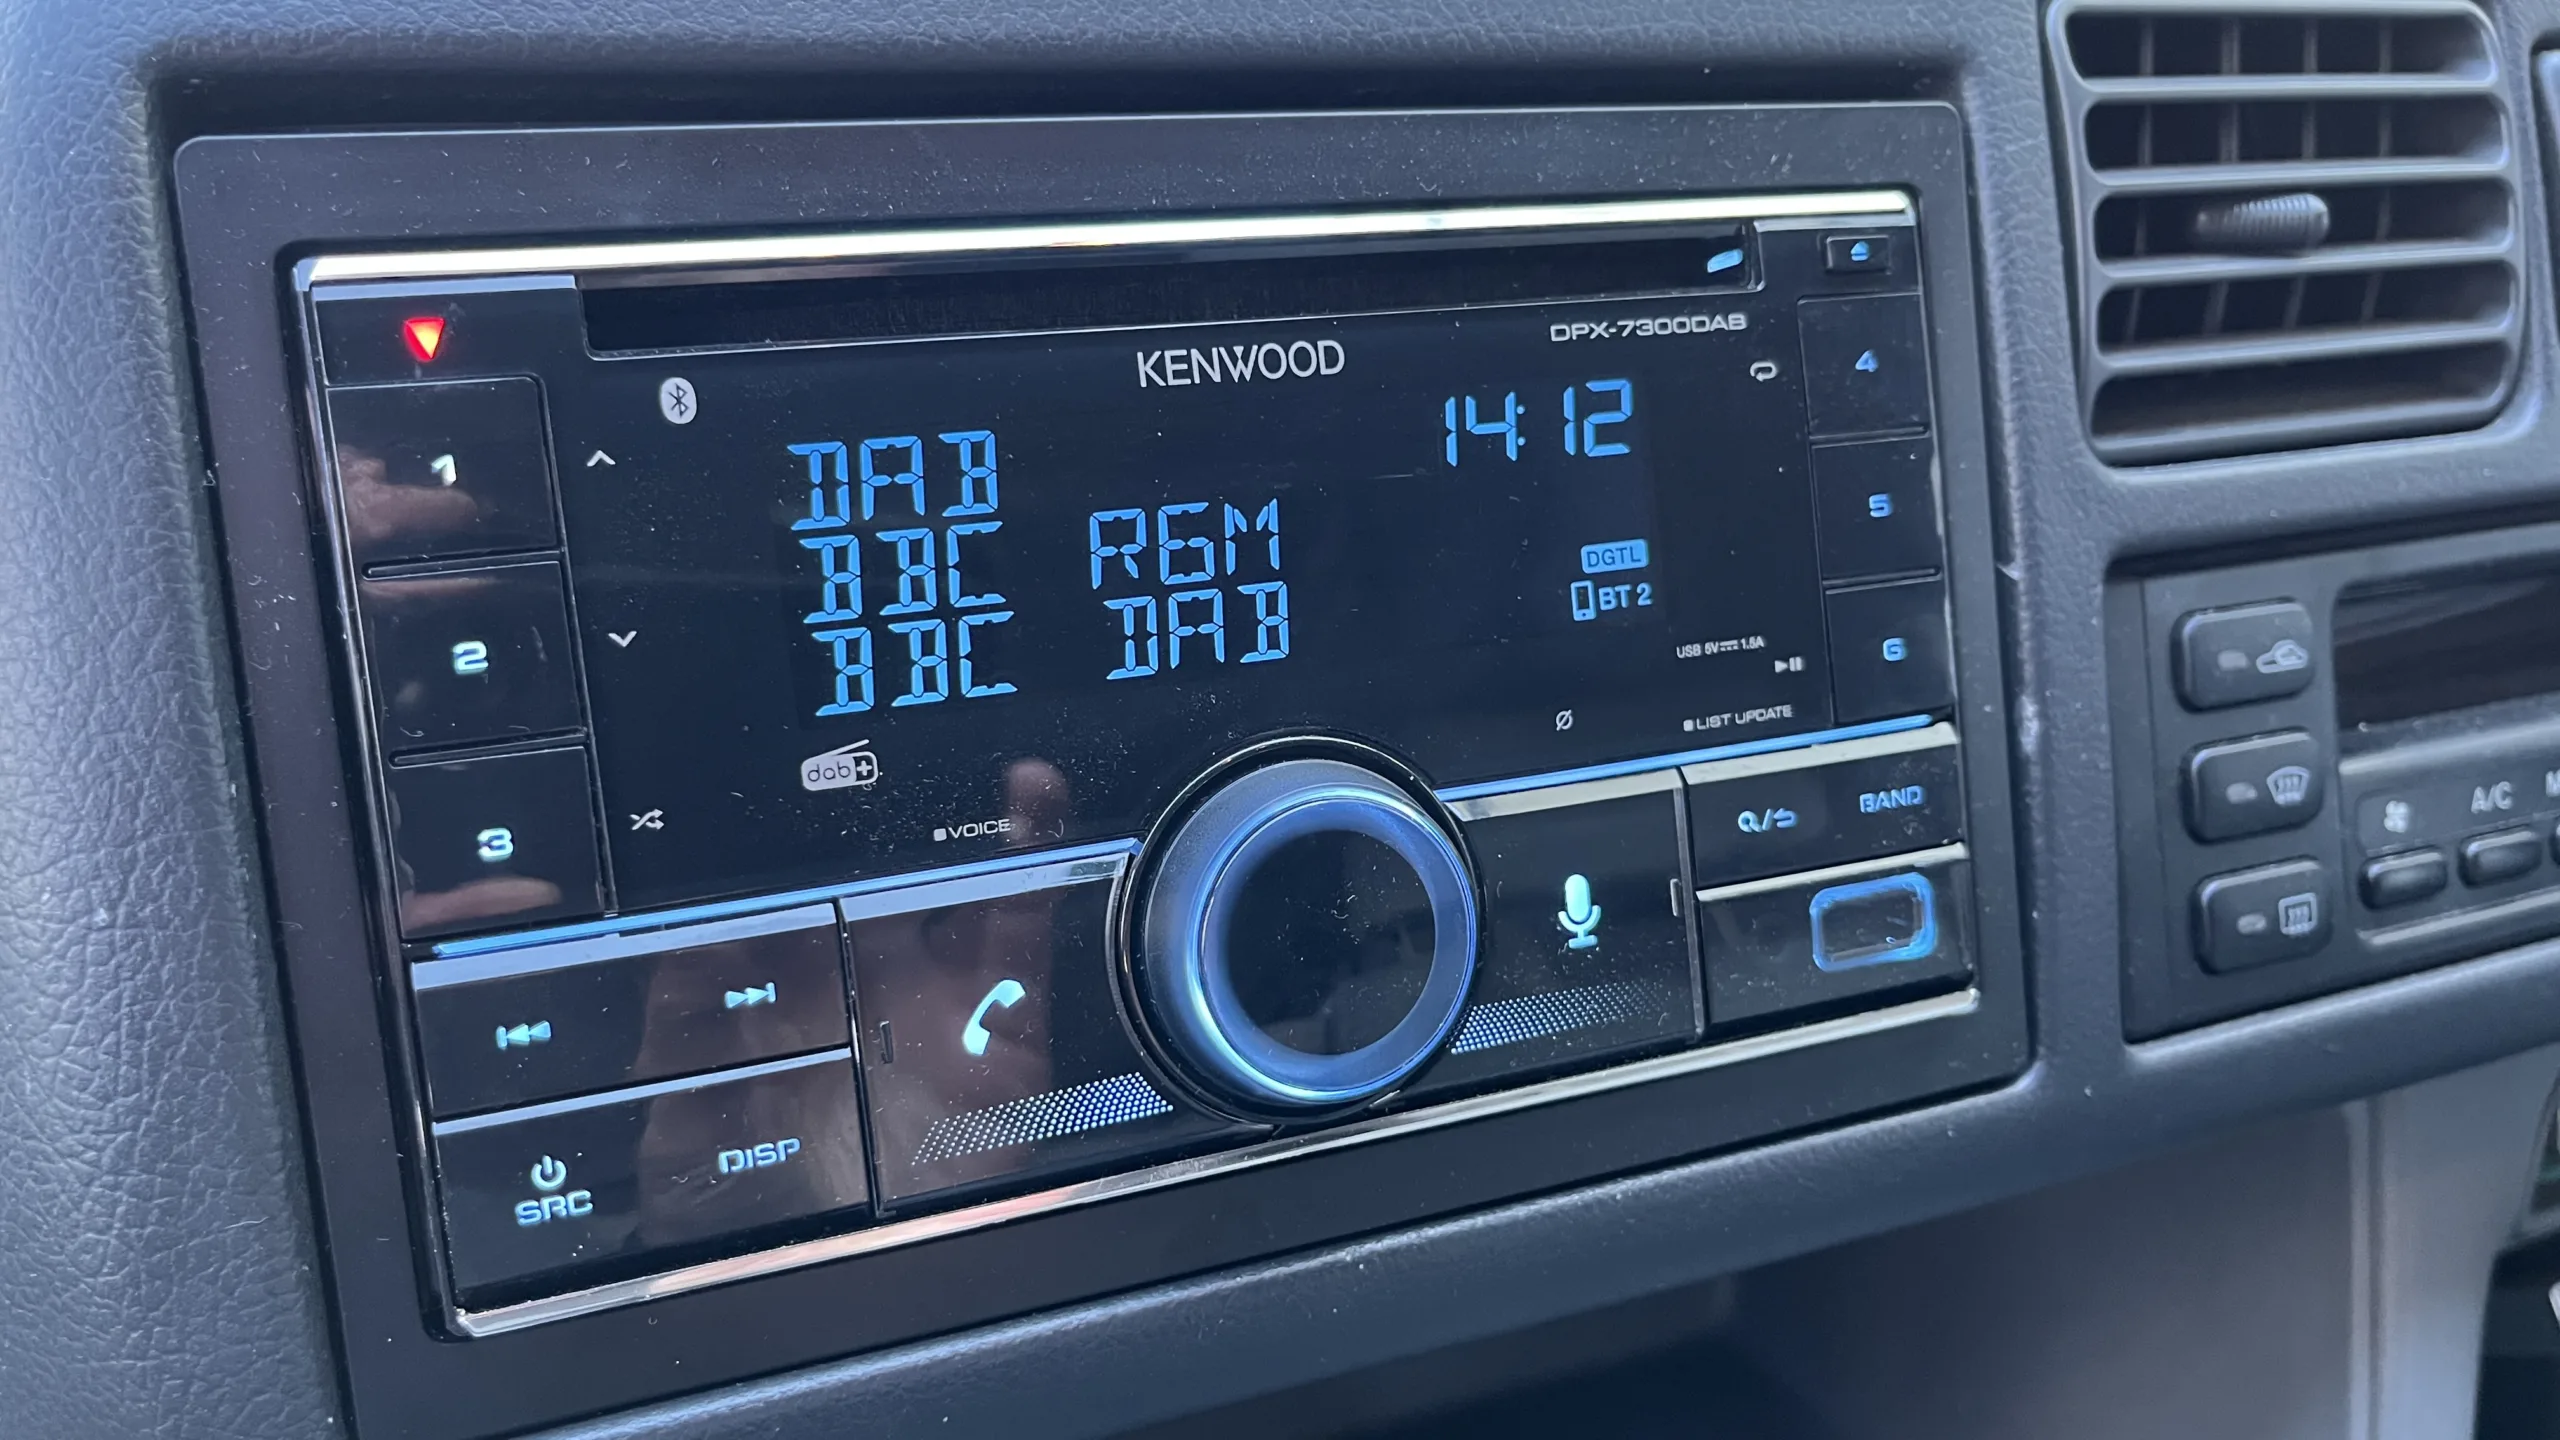 DPX-7300DAB
KENWOOD
14:12
DAB
BBC R6M
BBC DAB
DGTL
BT 2
USB 5V 1.5A
LIST UPDATE
dab+
VOICE
1
2
3
4
5
6
Q/
BAND
SRC
DISP
A/C